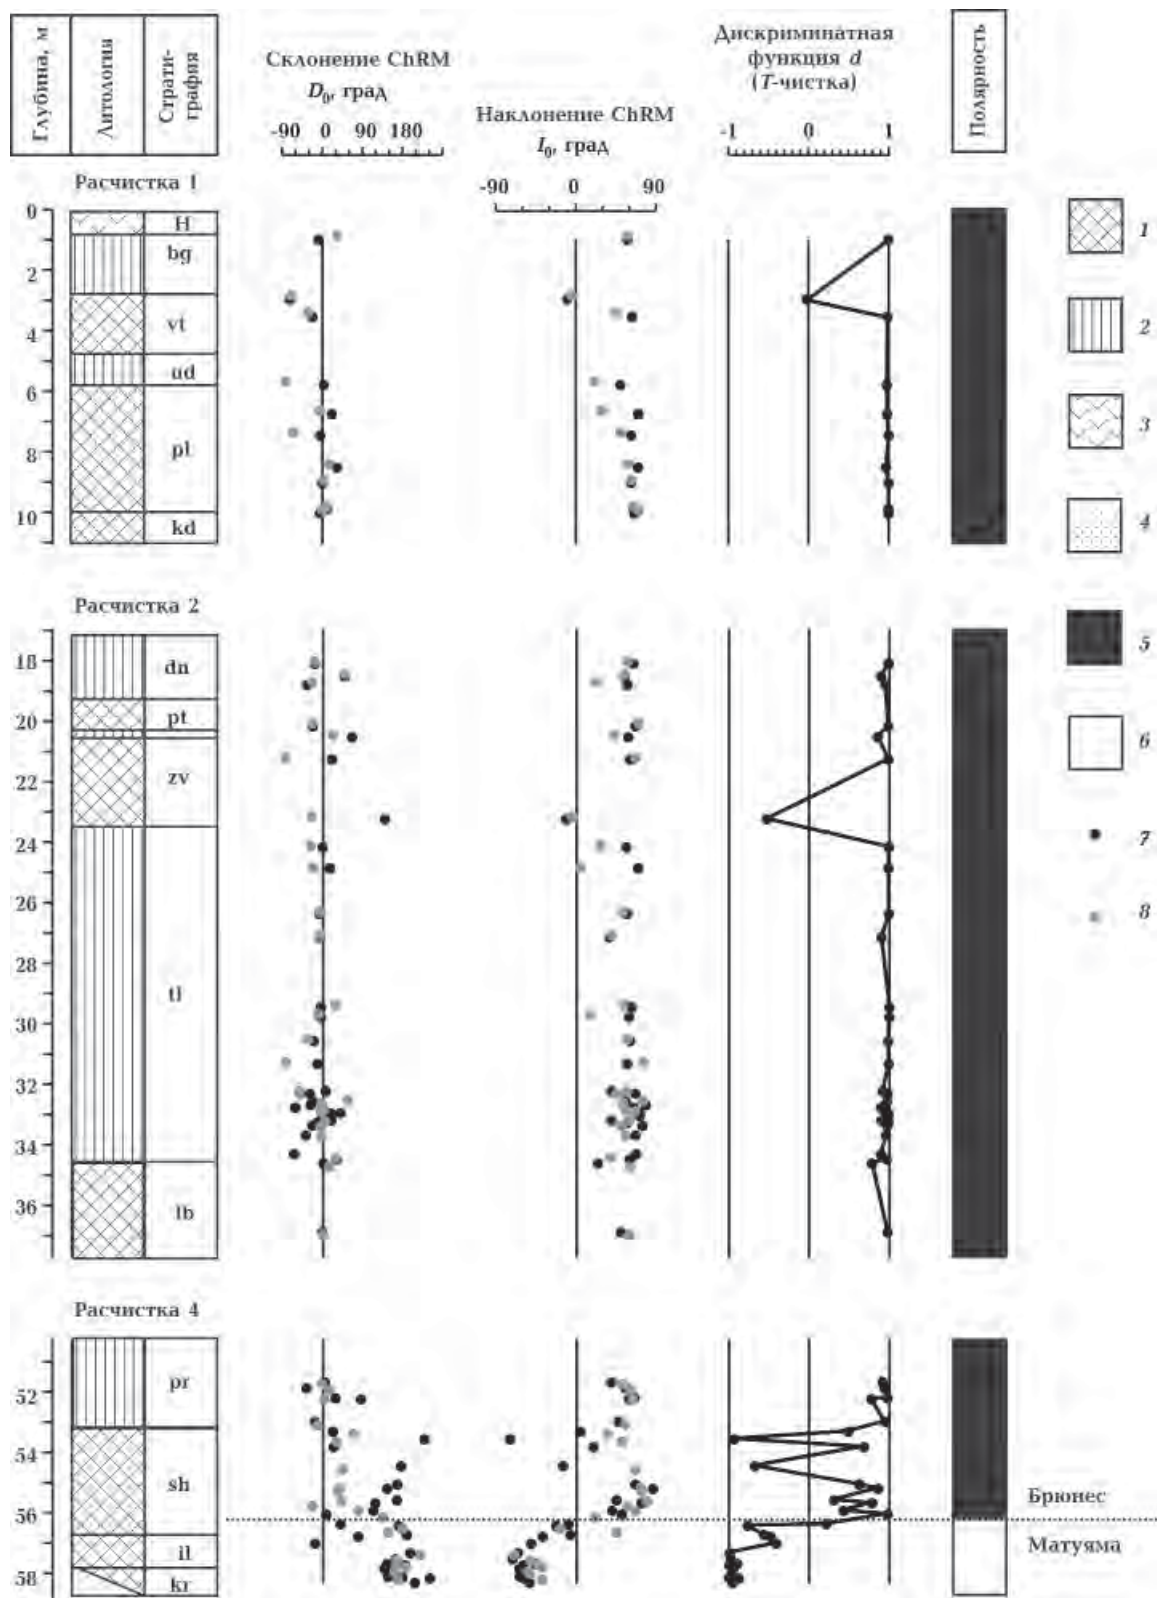 Глубина, м
Литология
Страти-
графия
Склонение ChRM
D₀, град
-90 0 90 180
Наклонение ChRM
I₀, град
-90 0 90
Дискриминатная
функция d
(T-чистка)
-1 0 1
Полярность
Расчистка 1
0
2
4
6
8
10
H
bg
vt
ud
pl
kd
Расчистка 2
18
20
22
24
26
28
30
32
34
36
dn
pt
zv
tl
lb
Расчистка 4
52
54
56
58
pr
sh
il
kr
Брюнес
Матуяма
1
2
3
4
5
6
7
8